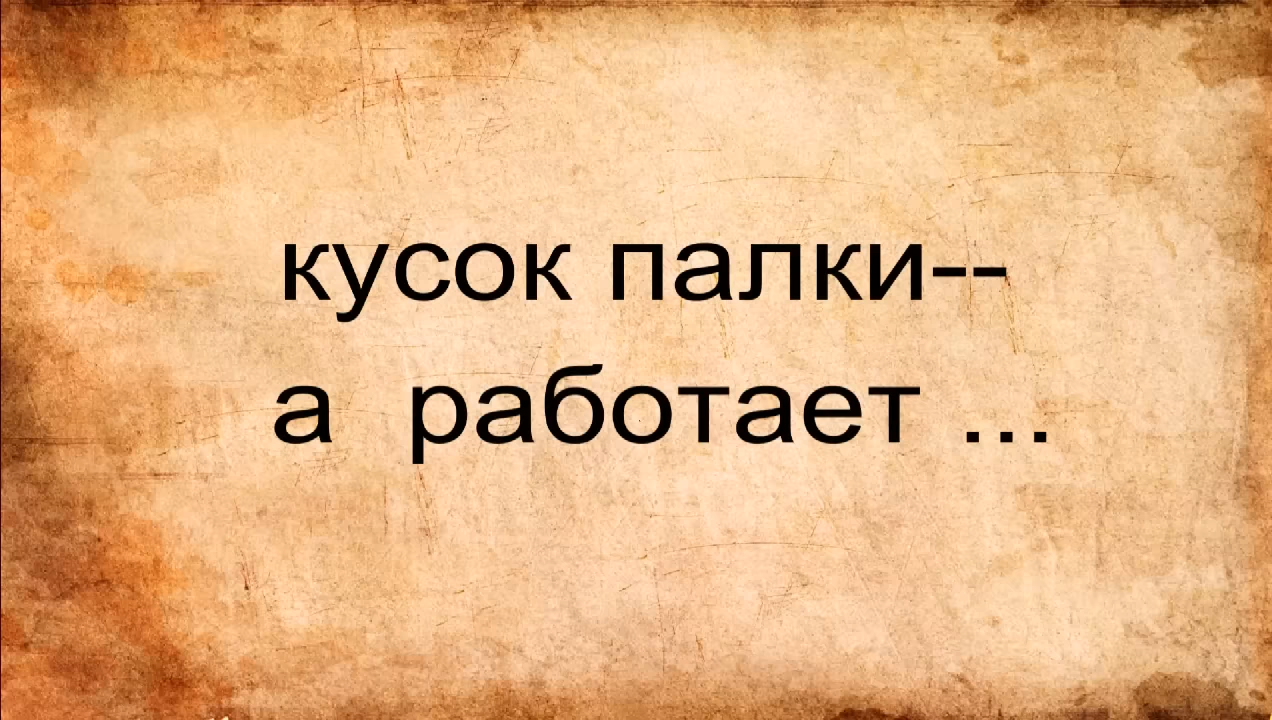 кусок палки--
а  работает ...